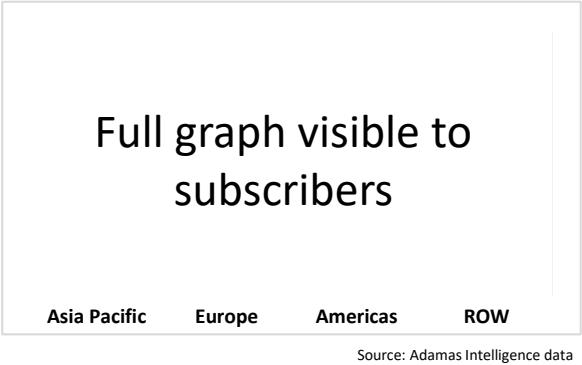 Full graph visible to
subscribers
Asia Pacific Europe Americas ROW
Source: Adamas Intelligence data